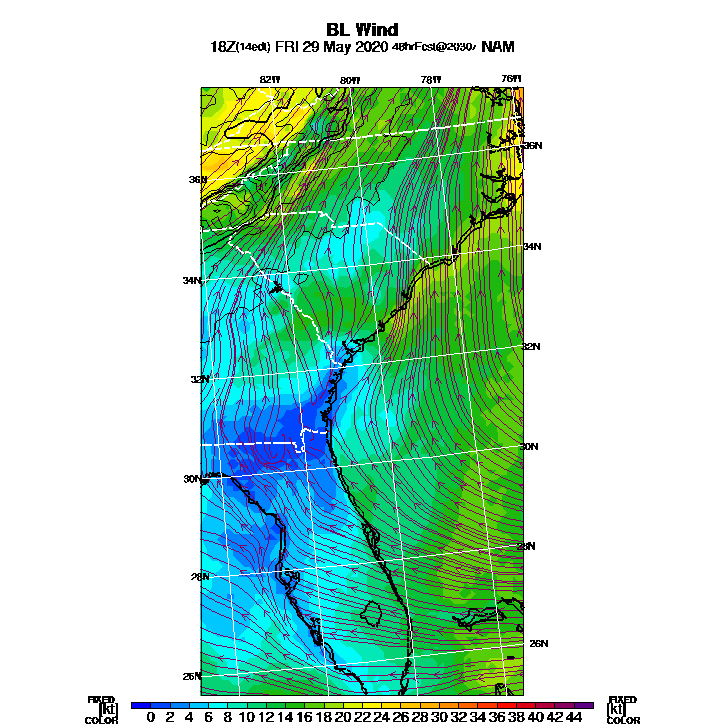 BL Wind
18Z(14edt) FRI 29 May 2020 48hrFcst@2030z NAM
82W 80W 78W 76W
36N 36N
34N 34N
32N 32N
30N 30N
28N 28N
26N 26N
FIXED FIXED
[kt] 0 2 4 6 8 10 12 14 16 18 20 22 24 26 28 30 32 34 36 38 40 42 44 [kt]
COLOR COLOR